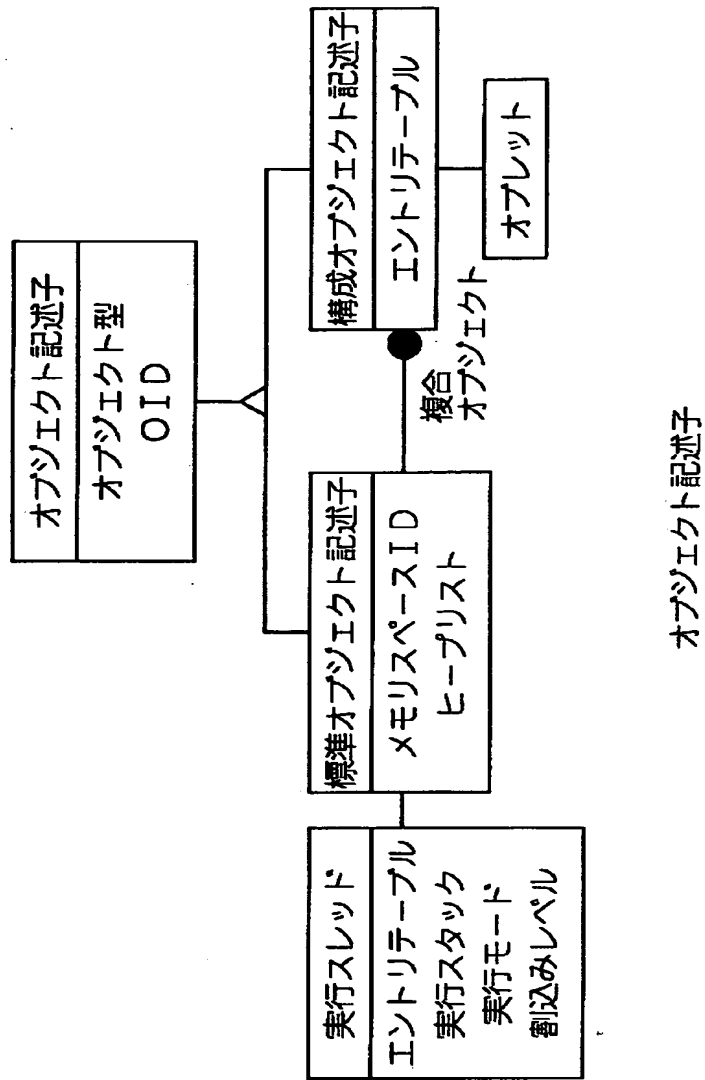 オブジェクト記述子
オブジェクト型
OID
実行スレッド
エントリテーブル
実行スタック
実行モード
割込みレベル
標準オブジェクト記述子
メモリスペースID
ヒープリスト
複合
オブジェクト
構成オブジェクト記述子
エントリテーブル
オブレット
オブジェクト記述子